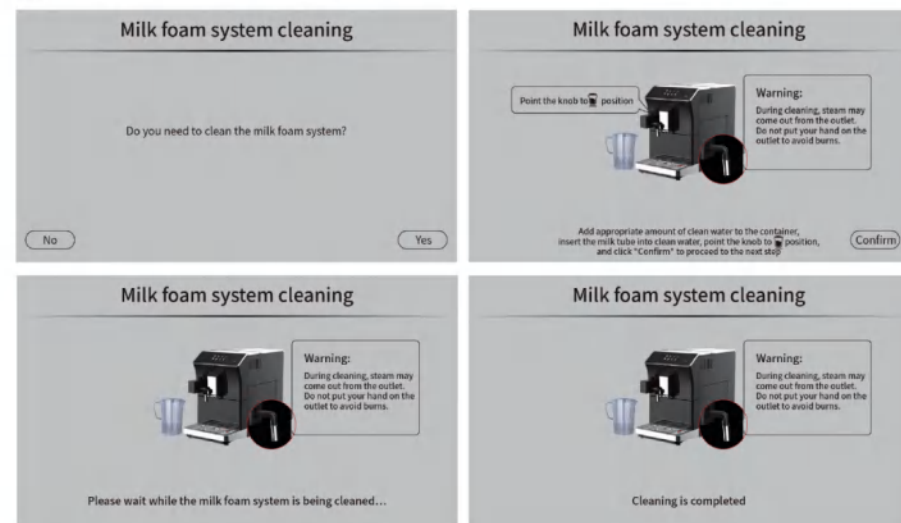 Milk foam system cleaning
Do you need to clean the milk foam system?
No
Yes
Milk foam system cleaning
Point the knob to position
Warning:
During cleaning, steam may
come out from the outlet.
Do not put your hand on the
outlet to avoid burns.
Add appropriate amount of clean water to the container,
insert the milk tube into clean water, point the knob to position,
and click "Confirm" to proceed to the next step
Confirm
Milk foam system cleaning
Warning:
During cleaning, steam may
come out from the outlet.
Do not put your hand on the
outlet to avoid burns.
Please wait while the milk foam system is being cleaned...
Milk foam system cleaning
Warning:
During cleaning, steam may
come out from the outlet.
Do not put your hand on the
outlet to avoid burns.
Cleaning is completed